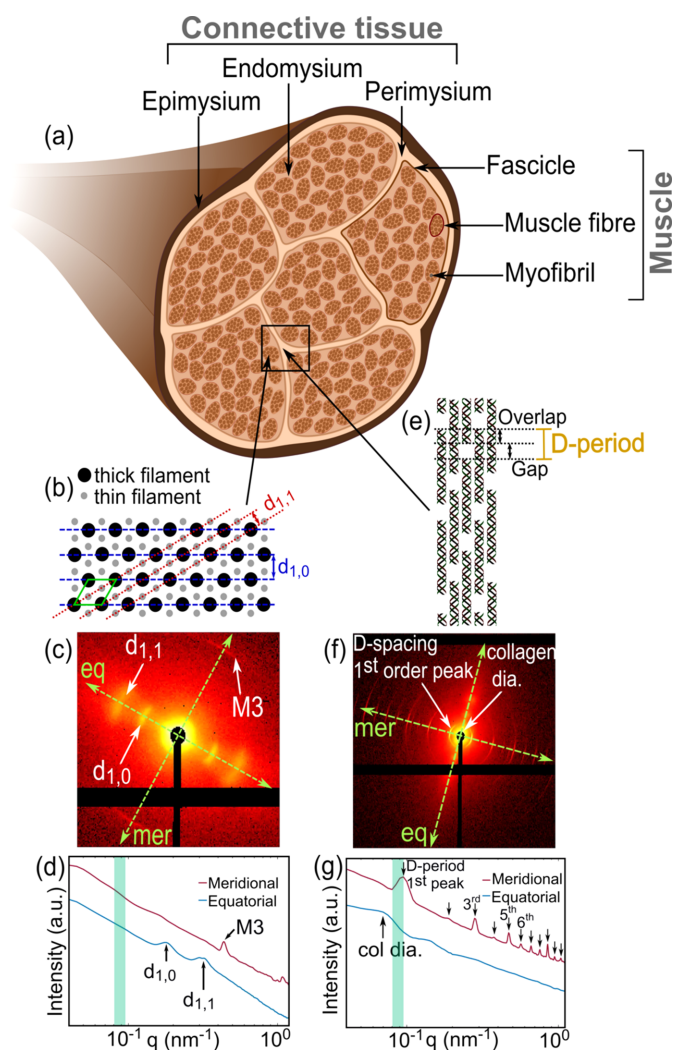 Connective tissue
Endomysium
Epimysium
Perimysium
(a)
Fascicle
Muscle fibre
Myofibril
Muscle
(e)
Overlap
D-period
Gap
(b)
thick filament
thin filament
d1,1
d1,0
(c)
d1,1
eq
M3
d1,0
mer
(f)
D-spacing
1st
order peak
collagen
dia.
mer
eq
(d)
Meridional
Equatorial
M3
d1,0
d1,1
Intensity (a.u.)
10-1 q (nm-1) 100
(g)
D-period
1st peak
Meridional
Equatorial
3rd
5th
6th
col dia.
Intensity (a.u.)
10-1 q (nm-1) 100